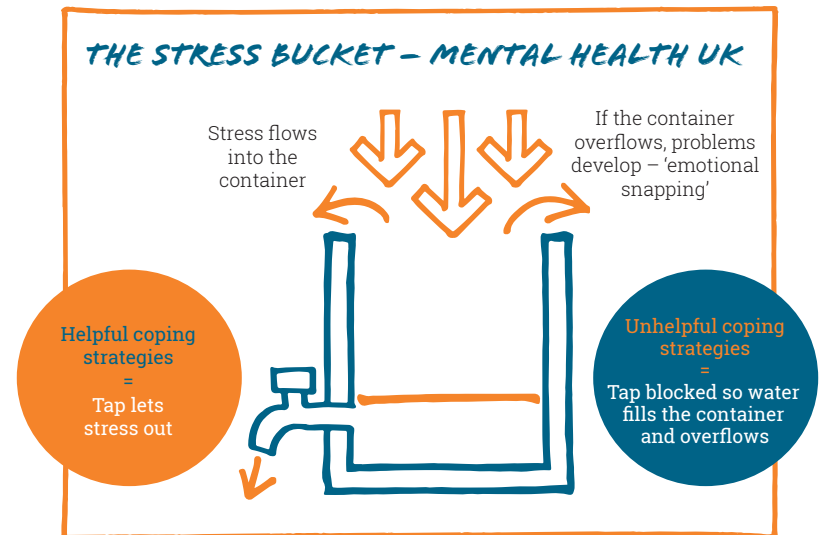 THE STRESS BUCKET – MENTAL HEALTH UK
Stress flows
into the
container
If the container
overflows, problems
develop – ‘emotional
snapping’
Helpful coping
strategies
=
Tap lets
stress out
Unhelpful coping
strategies
=
Tap blocked so water
fills the container
and overflows